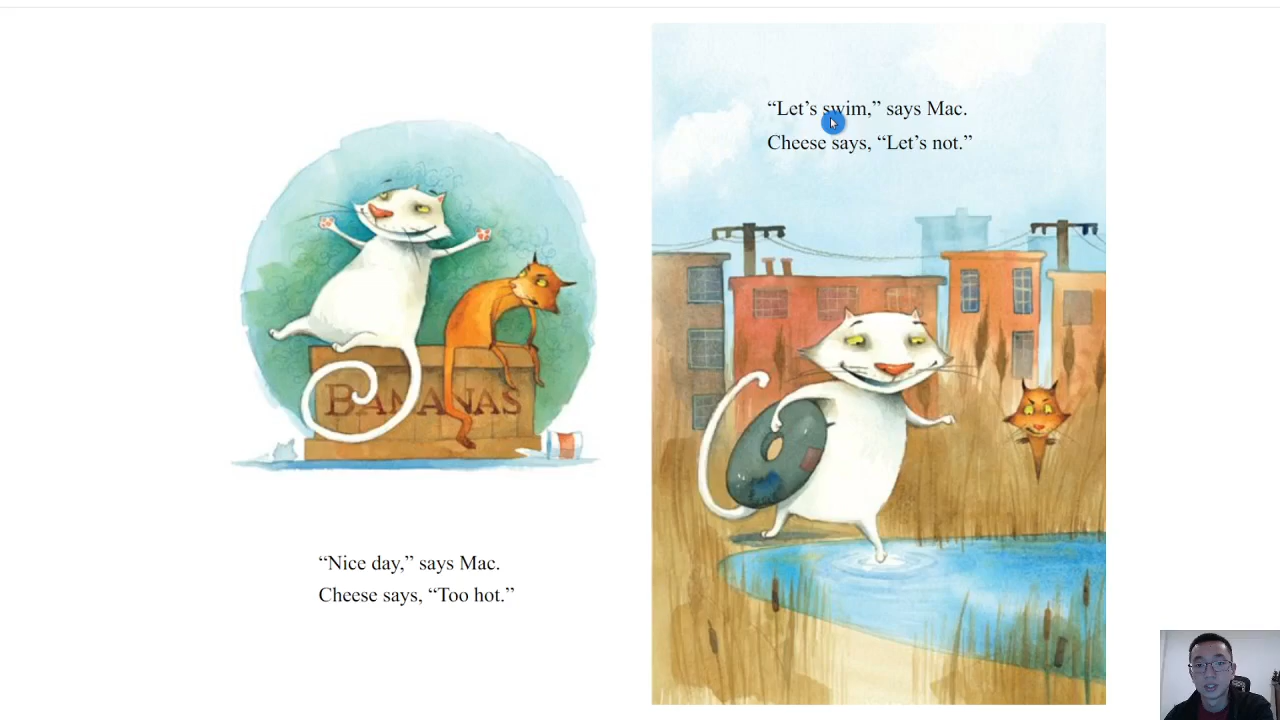 BANANAS
“Nice day,” says Mac.
Cheese says, “Too hot.”
“Let’s swim,” says Mac.
Cheese says, “Let’s not.”